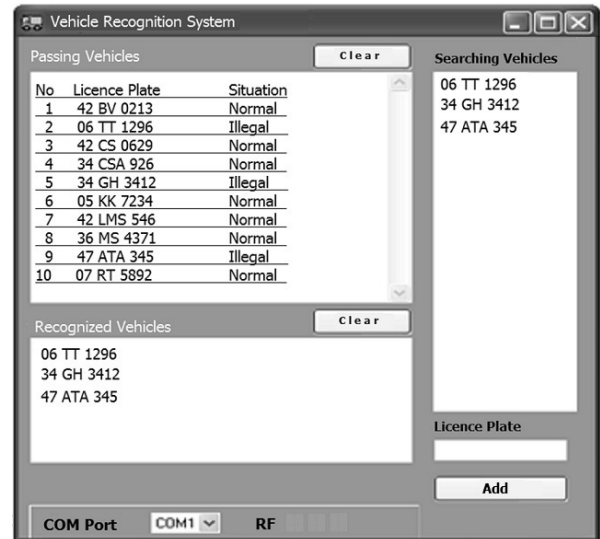 Vehicle Recognition System
Passing Vehicles
Clear
No Licence Plate Situation
1 42 BV 0213 Normal
2 06 TT 1296 Illegal
3 42 CS 0629 Normal
4 34 CSA 926 Normal
5 34 GH 3412 Illegal
6 05 KK 7234 Normal
7 42 LMS 546 Normal
8 36 MS 4371 Normal
9 47 ATA 345 Illegal
10 07 RT 5892 Normal
Recognized Vehicles
Clear
06 TT 1296
34 GH 3412
47 ATA 345
COM Port COM1 RF
Searching Vehicles
06 TT 1296
34 GH 3412
47 ATA 345
Licence Plate
Add